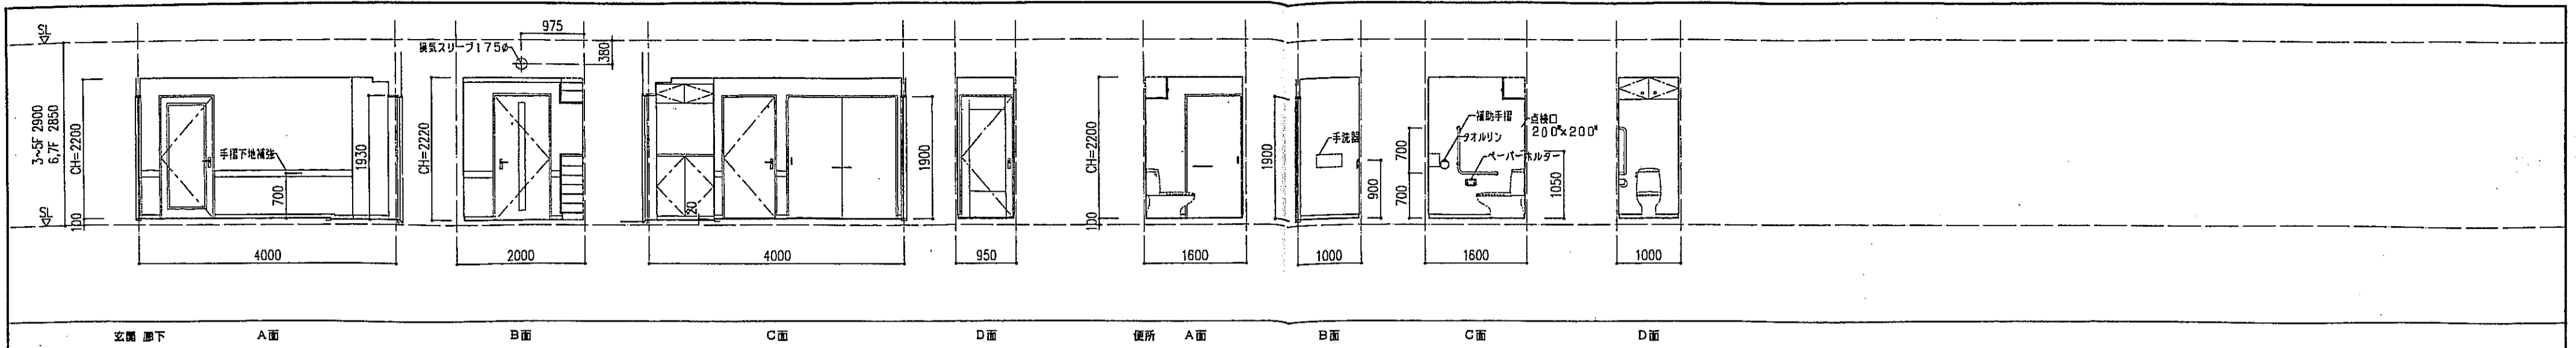 SL
975
換気スリーブ175φ
380
3~5F 2900
6,7F 2850
CH=2200
手摺下地補強
700
1930
SL
100
4000
CH=2220
2000
20
1900
4000
950
CH=2200
100
1600
1900
手洗器
900
1000
補助手摺
タオルリン
点検口
200×200
ペーパーホルター
700
700
1050
1600
1000
玄関 廊下
A面
B面
C面
D面
便所
A面
B面
C面
D面